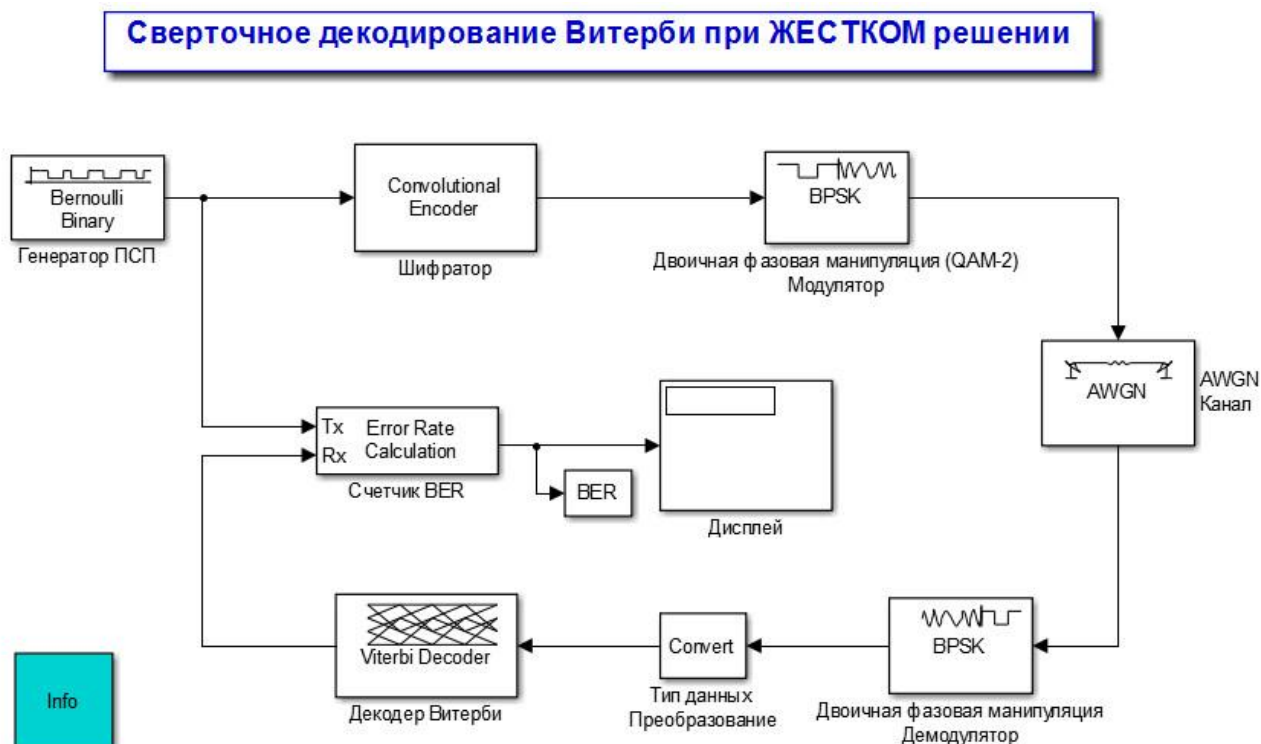 Сверточное декодирование Витерби при ЖЕСТКОМ решении
Bernoulli
Binary
Генератор ПСП
Convolutional
Encoder
Шифратор
BPSK
Двоичная фазовая манипуляция (QAM-2)
Модулятор
AWGN
AWGN
Канал
Tx
Rx
Error Rate
Calculation
Счетчик BER
BER
Дисплей
Viterbi Decoder
Декодер Витерби
Convert
Тип данных
Преобразование
BPSK
Двоичная фазовая манипуляция
Демодулятор
Info